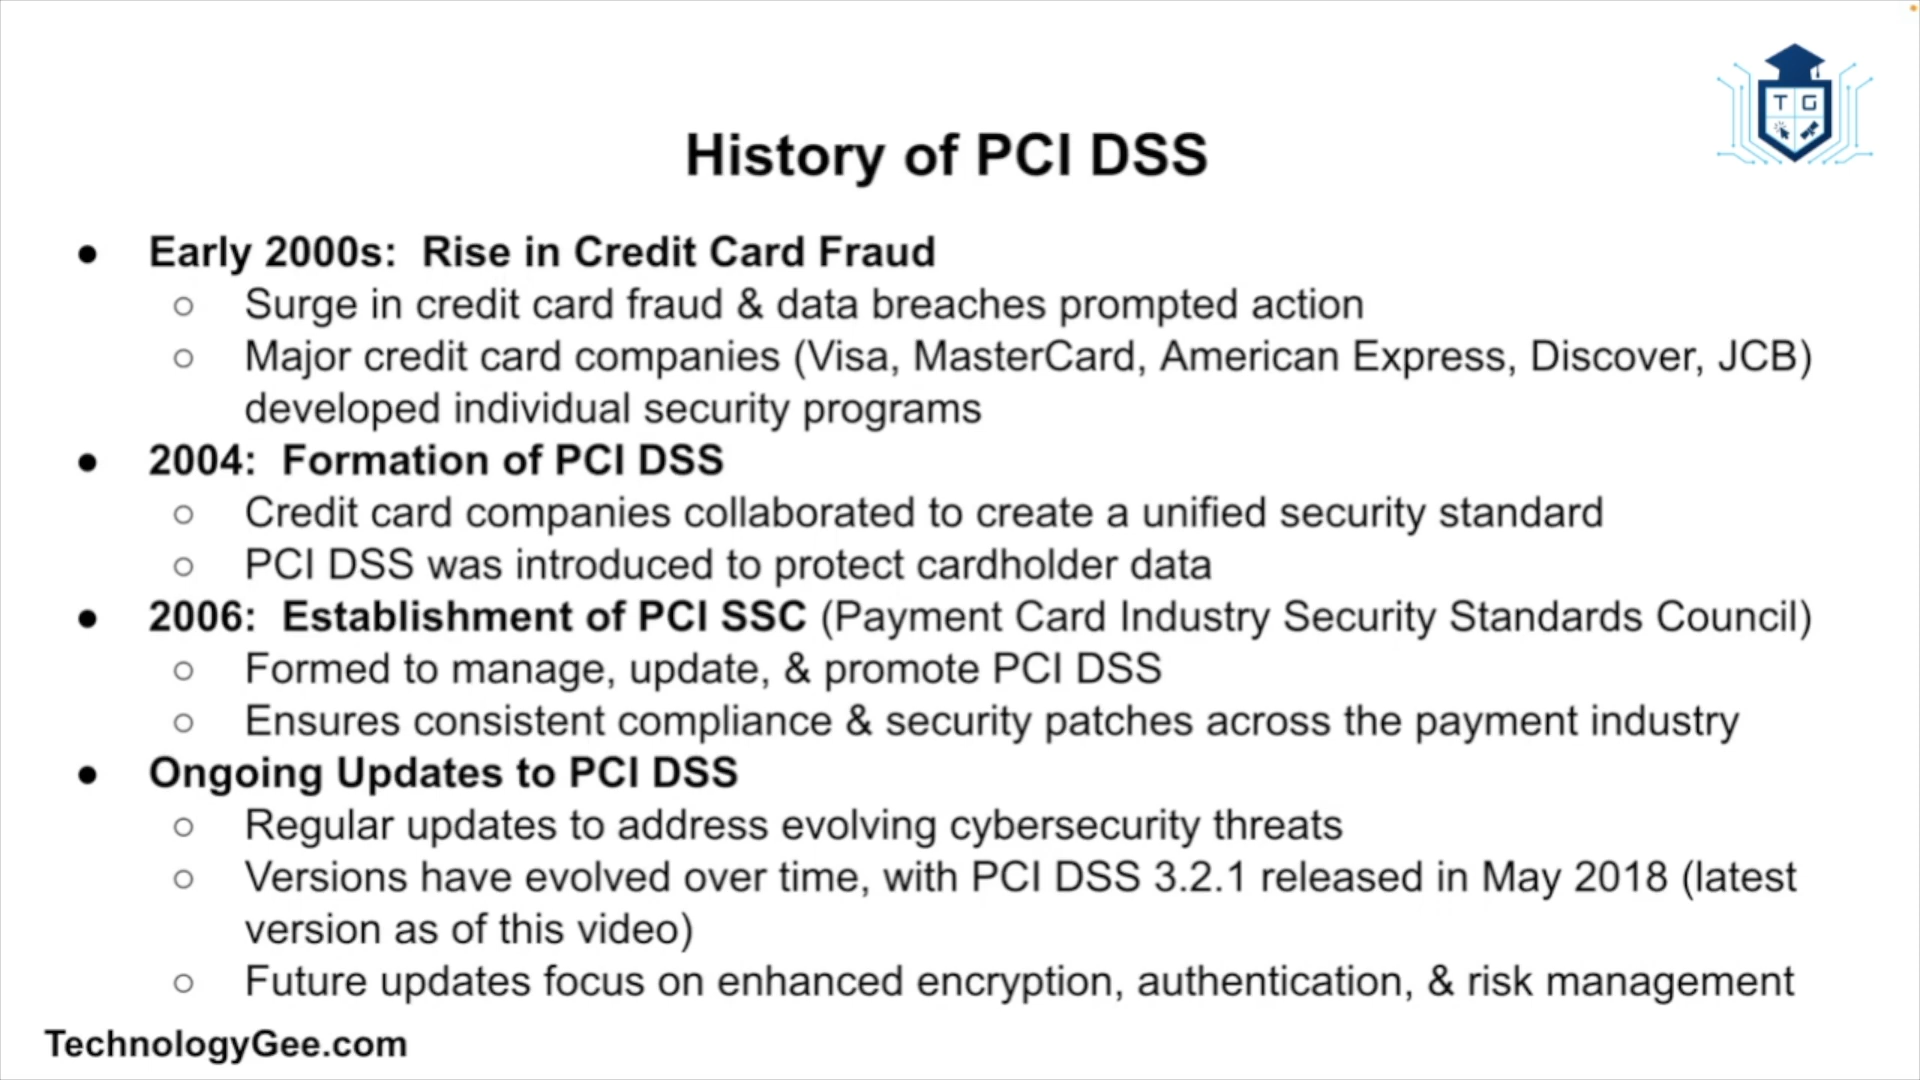 T G
History of PCI DSS
● Early 2000s: Rise in Credit Card Fraud
○ Surge in credit card fraud & data breaches prompted action
○ Major credit card companies (Visa, MasterCard, American Express, Discover, JCB)
developed individual security programs
● 2004: Formation of PCI DSS
○ Credit card companies collaborated to create a unified security standard
○ PCI DSS was introduced to protect cardholder data
● 2006: Establishment of PCI SSC (Payment Card Industry Security Standards Council)
○ Formed to manage, update, & promote PCI DSS
○ Ensures consistent compliance & security patches across the payment industry
● Ongoing Updates to PCI DSS
○ Regular updates to address evolving cybersecurity threats
○ Versions have evolved over time, with PCI DSS 3.2.1 released in May 2018 (latest
version as of this video)
○ Future updates focus on enhanced encryption, authentication, & risk management
TechnologyGee.com